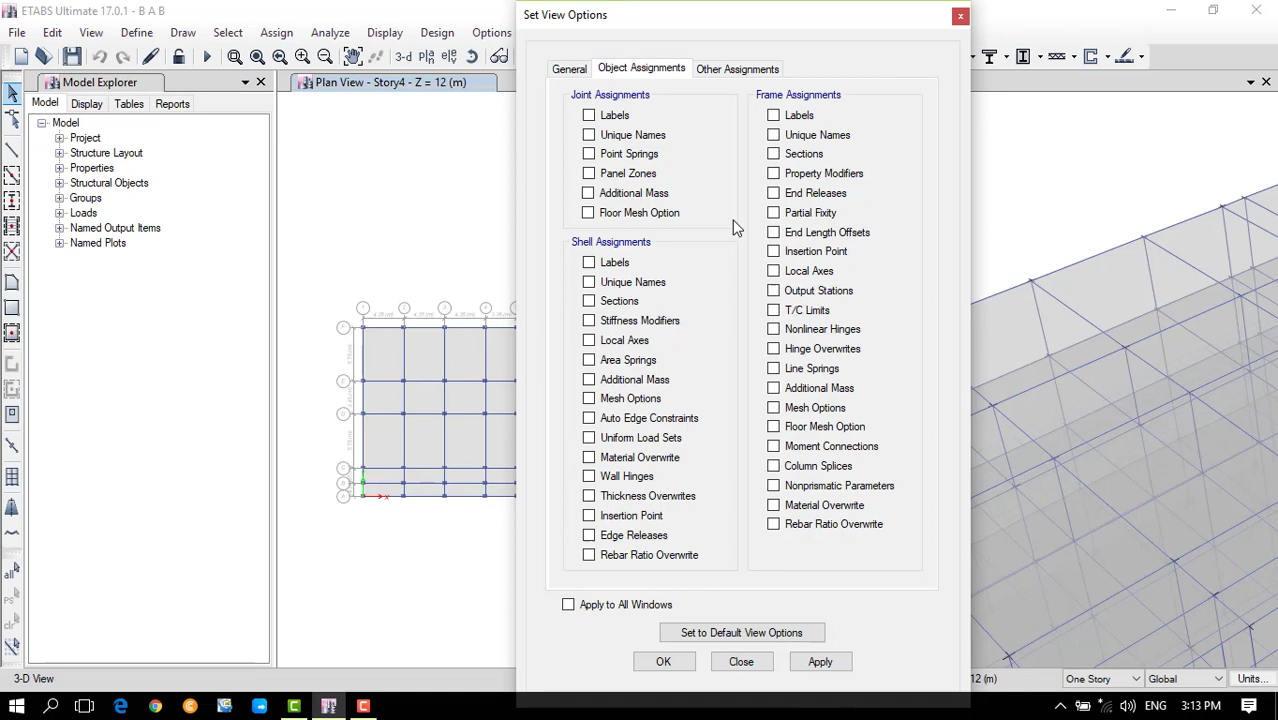 ETABS Ultimate 17.0.1 - B A B
Set View Options
x
File Edit View Define Draw Select Assign Analyze Display Design Options
3-d
Model Explorer
Plan View - Story4 - Z = 12 (m)
Model Display Tables Reports
Model
Project
Structure Layout
Properties
Structural Objects
Groups
Loads
Named Output Items
Named Plots
General Object Assignments Other Assignments
Joint Assignments
Labels
Unique Names
Point Springs
Panel Zones
Additional Mass
Floor Mesh Option
Shell Assignments
Labels
Unique Names
Sections
Stiffness Modifiers
Local Axes
Area Springs
Additional Mass
Mesh Options
Auto Edge Constraints
Uniform Load Sets
Material Overwrite
Wall Hinges
Thickness Overwrites
Insertion Point
Edge Releases
Rebar Ratio Overwrite
Frame Assignments
Labels
Unique Names
Sections
Property Modifiers
End Releases
Partial Fixity
End Length Offsets
Insertion Point
Local Axes
Output Stations
T/C Limits
Nonlinear Hinges
Hinge Overwrites
Line Springs
Additional Mass
Mesh Options
Floor Mesh Option
Moment Connections
Column Splices
Nonprismatic Parameters
Material Overwrite
Rebar Ratio Overwrite
Apply to All Windows
Set to Default View Options
OK Close Apply
all
PS
clr
X
3-D View
12 (m) One Story Global Units...
ENG 3:13 PM